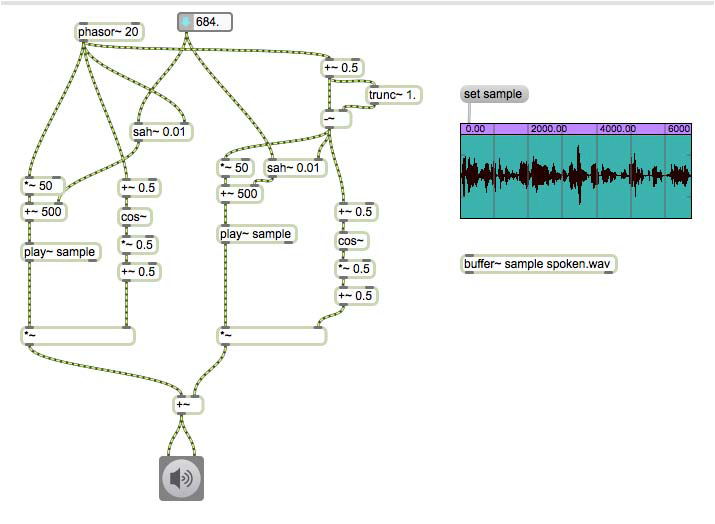 phasor~ 20
684.
+~ 0.5
trunc~ 1.
-~
set sample
0.00 2000.00 4000.00 6000
sah~ 0.01
*~ 50
+~ 500
+~ 0.5
cos~
*~ 0.5
+~ 0.5
play~ sample
*~
*~ 50
sah~ 0.01
+~ 500
play~ sample
+~ 0.5
cos~
*~ 0.5
+~ 0.5
*~
buffer~ sample spoken.wav
+~